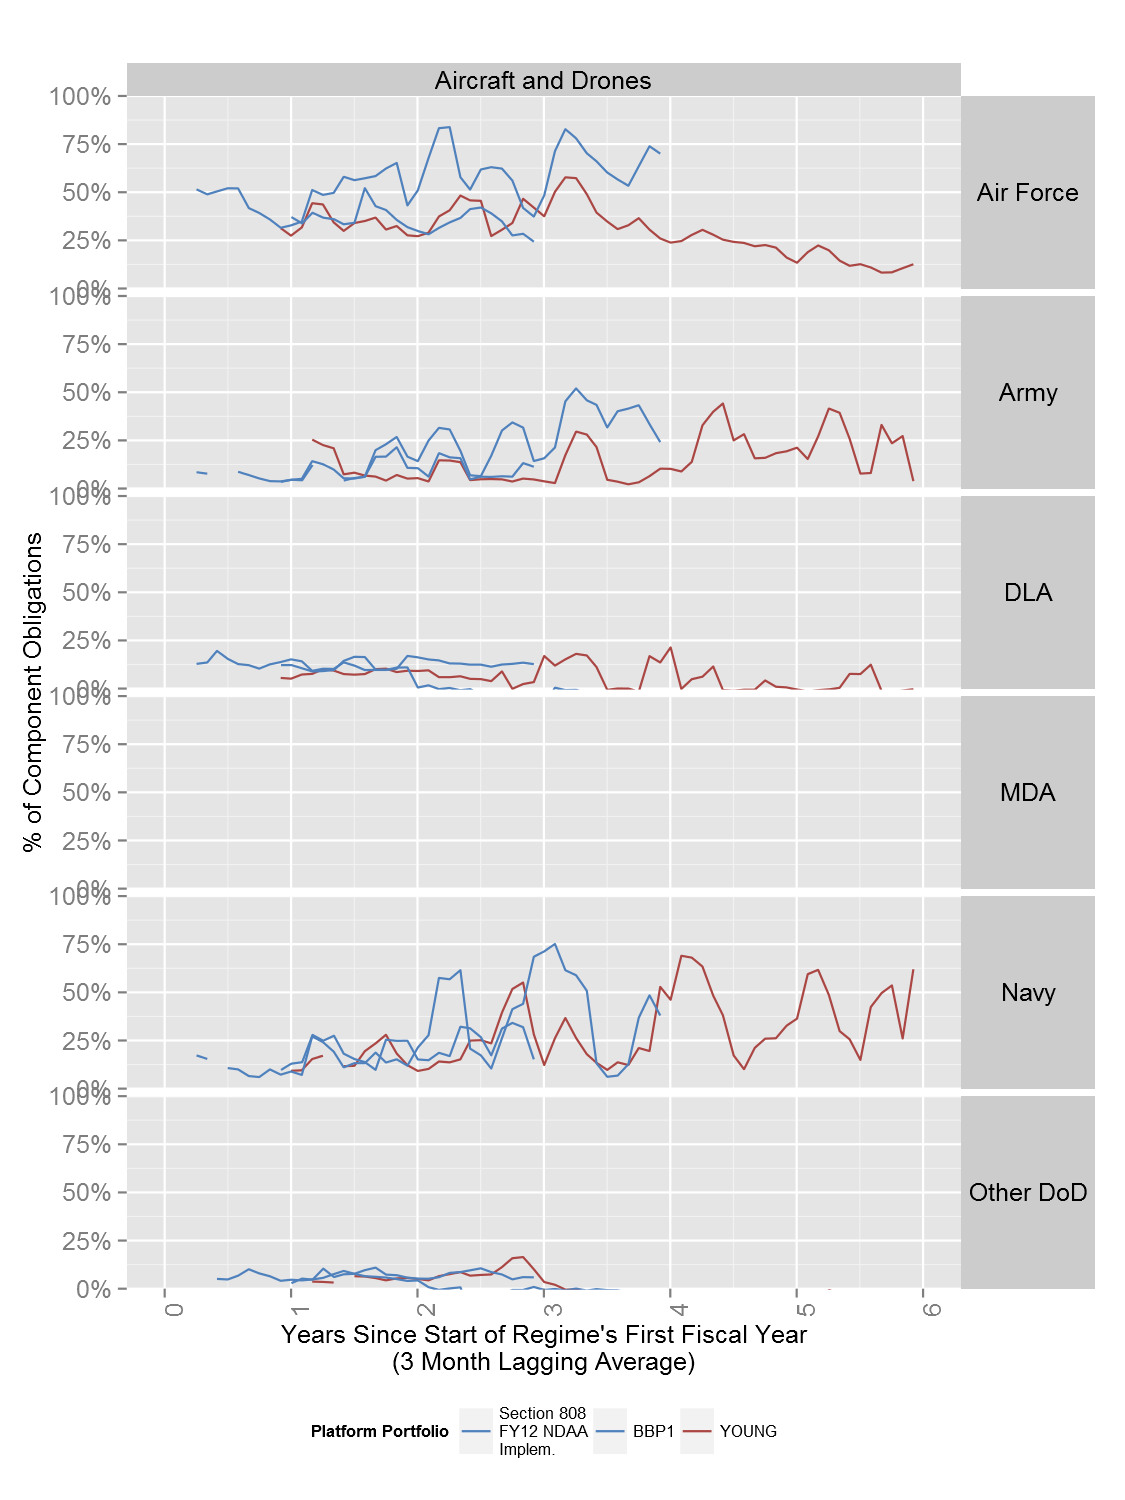 Aircraft and Drones
100%
75%
50%
25%
0%
Air Force
100%
75%
50%
25%
0%
Army
100%
75%
50%
25%
0%
DLA
100%
75%
50%
25%
0%
MDA
100%
75%
50%
25%
0%
Navy
100%
75%
50%
25%
0%
Other DoD
% of Component Obligations
0 1 2 3 4 5 6
Years Since Start of Regime's First Fiscal Year
(3 Month Lagging Average)
Platform Portfolio
Section 808
FY12 NDAA
Implem.
BBP1
YOUNG